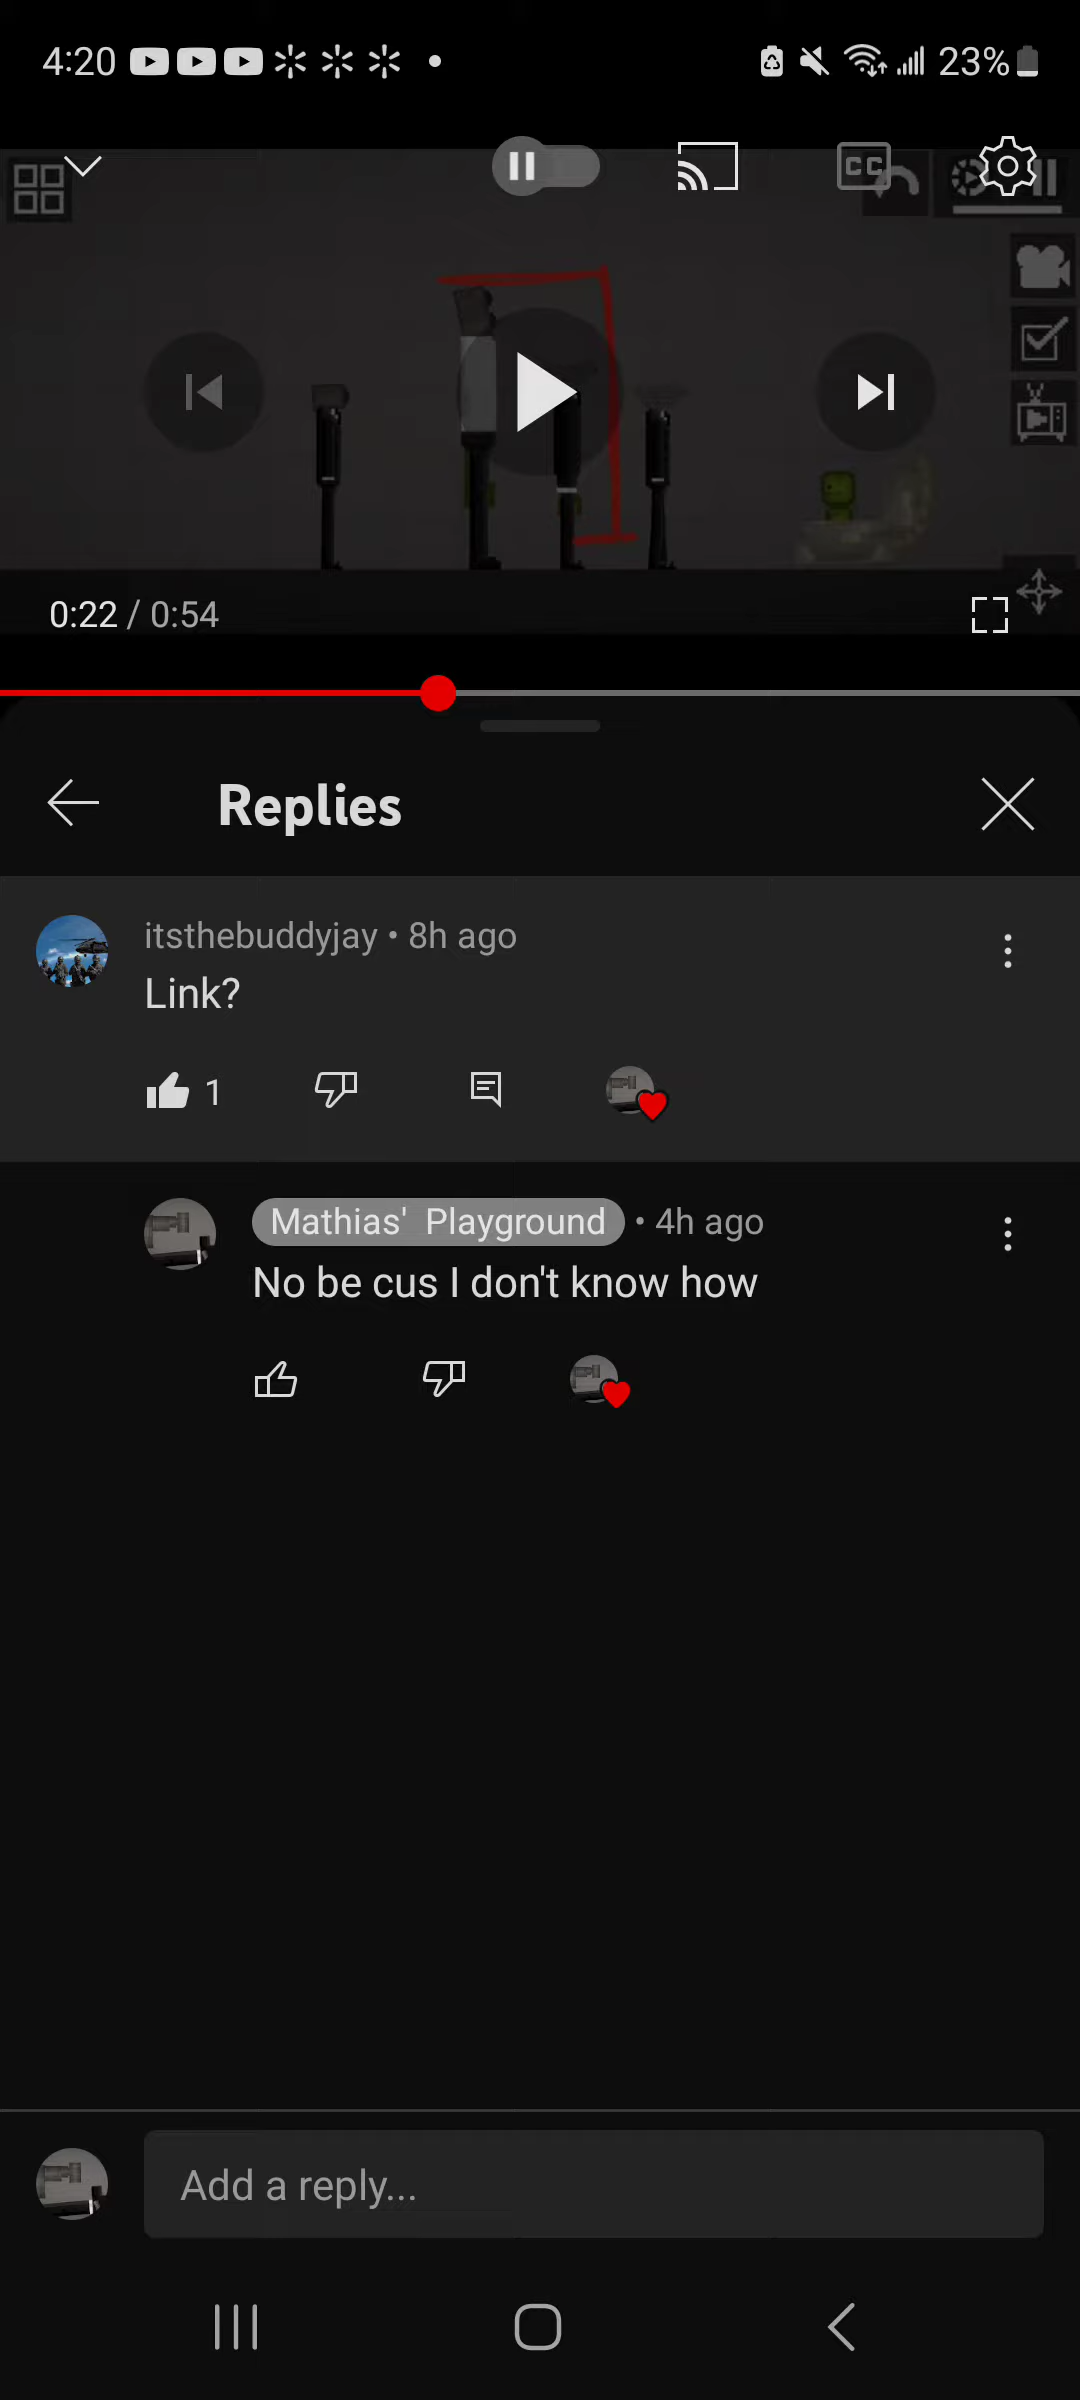 4:20
23%
CC
0:22 / 0:54
Replies
itsthebuddyjay • 8h ago
Link?
1
Mathias'  Playground • 4h ago
No be cus I don't know how
Add a reply...